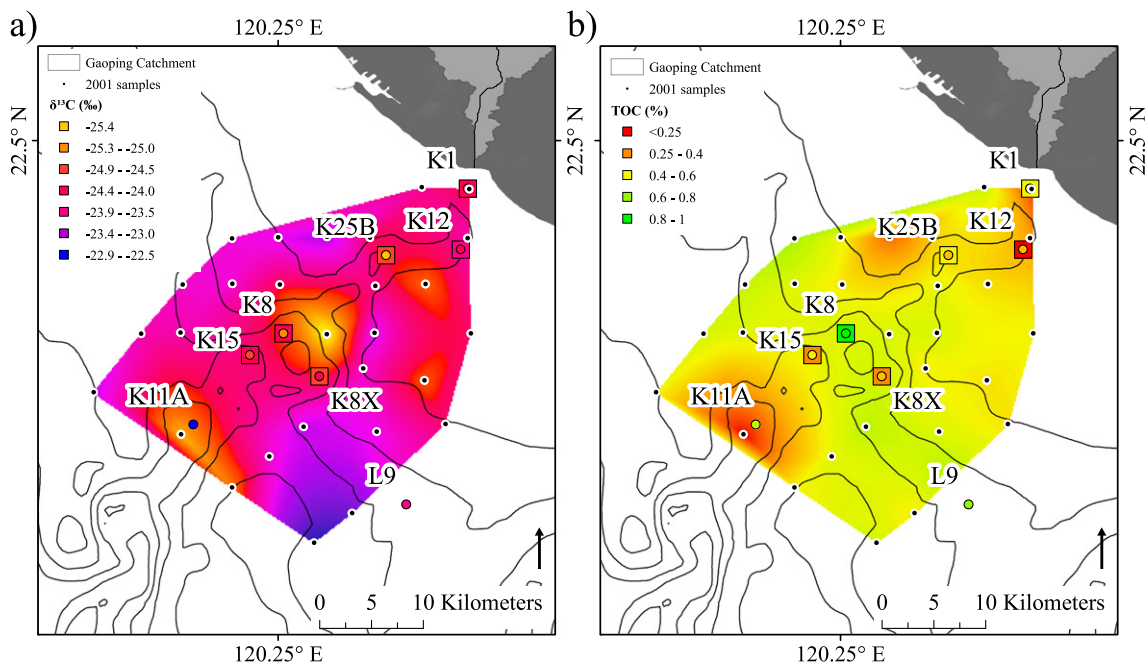 a)
120.25° E
Gaoping Catchment
2001 samples
δ¹³C (‰)
-25.4
-25.3 - -25.0
-24.9 - -24.5
-24.4 - -24.0
-23.9 - -23.5
-23.4 - -23.0
-22.9 - -22.5
K1
K12
K25B
K8
K15
K11A
K8X
L9
0 5 10 Kilometers
120.25° E
22.5° N
b)
120.25° E
Gaoping Catchment
2001 samples
TOC (%)
<0.25
0.25 - 0.4
0.4 - 0.6
0.6 - 0.8
0.8 - 1
K1
K12
K25B
K8
K15
K11A
K8X
L9
0 5 10 Kilometers
120.25° E
22.5° N